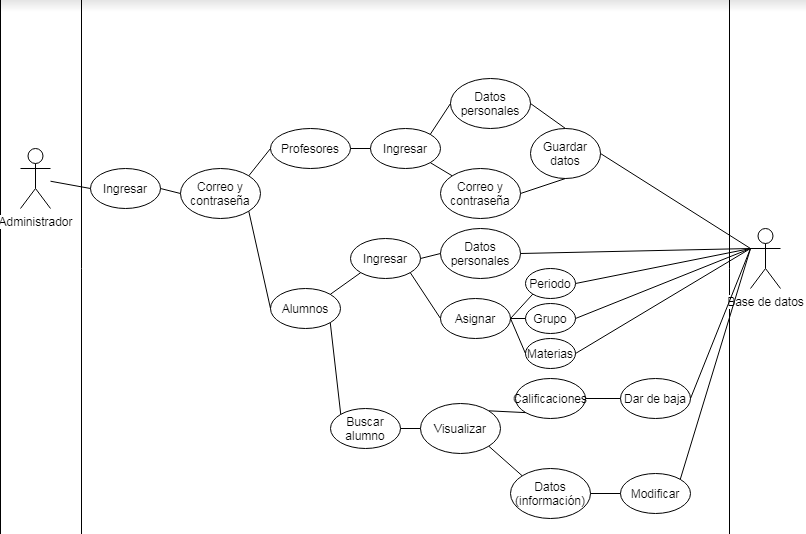 Datos
personales
Profesores
Ingresar
Guardar
datos
Ingresar
Correo y
contraseña
Correo y
contraseña
Administrador
Ingresar
Datos
personales
Periodo
Alumnos
Asignar
Grupo
Base de datos
Materias
Calificaciones
Dar de baja
Buscar
alumno
Visualizar
Datos
(información)
Modificar